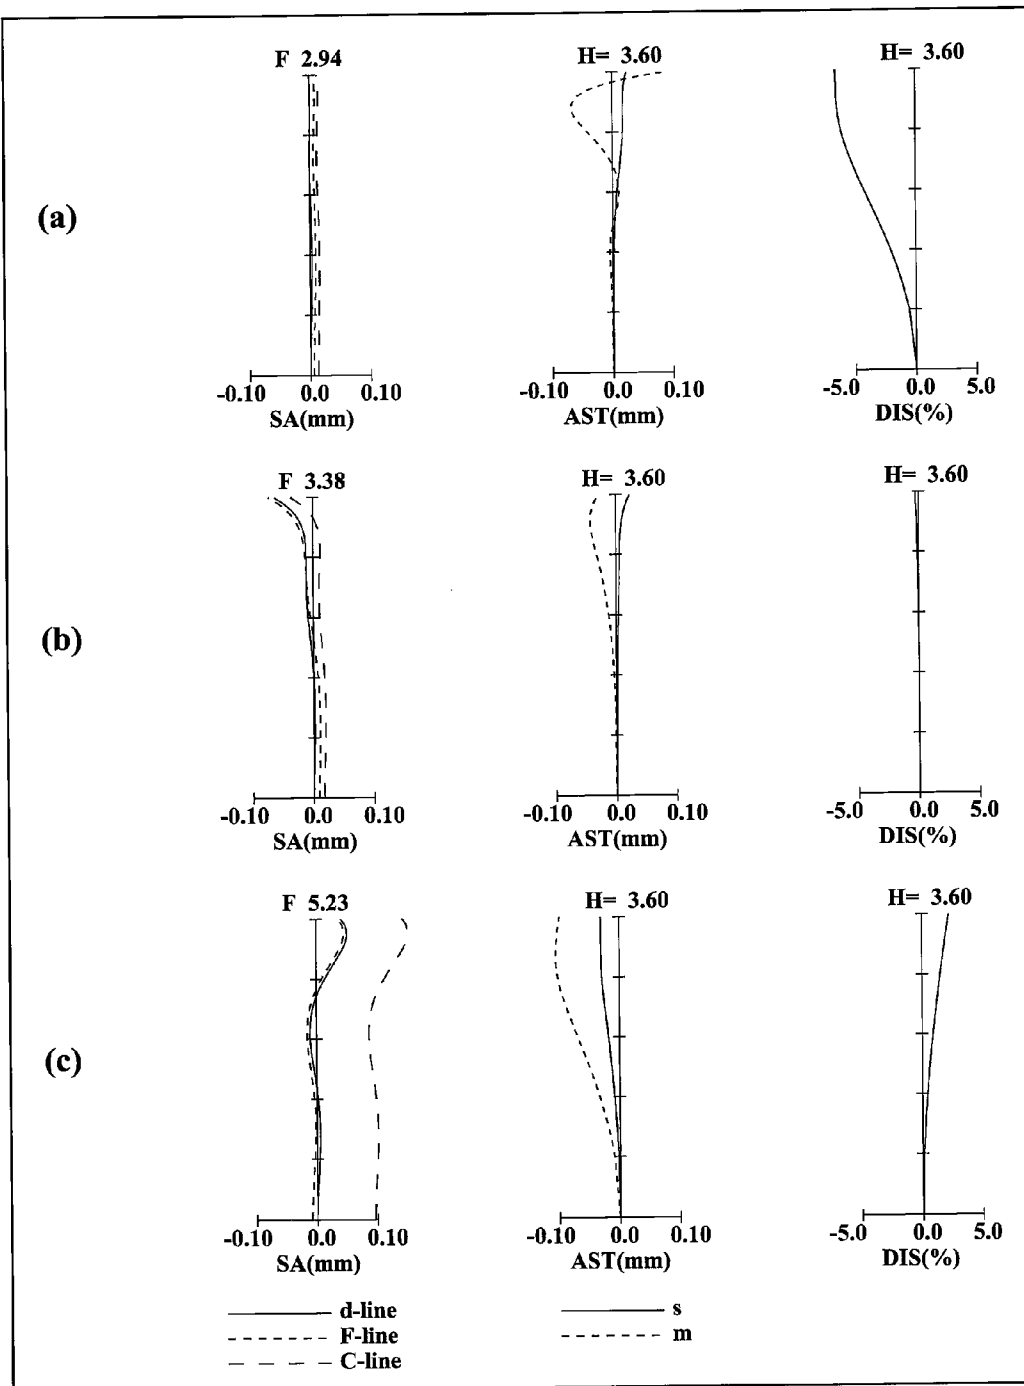 F 2.94 H= 3.60 H= 3.60
(a)
-0.10 0.0 0.10 -0.10 0.0 0.10 -5.0 0.0 5.0
SA(mm) AST(mm) DIS(%)
F 3.38 H= 3.60 H= 3.60
(b)
-0.10 0.0 0.10 -0.10 0.0 0.10 -5.0 0.0 5.0
SA(mm) AST(mm) DIS(%)
F 5.23 H= 3.60 H= 3.60
(c)
-0.10 0.0 0.10 -0.10 0.0 0.10 -5.0 0.0 5.0
SA(mm) AST(mm) DIS(%)
d-line s
F-line m
C-line